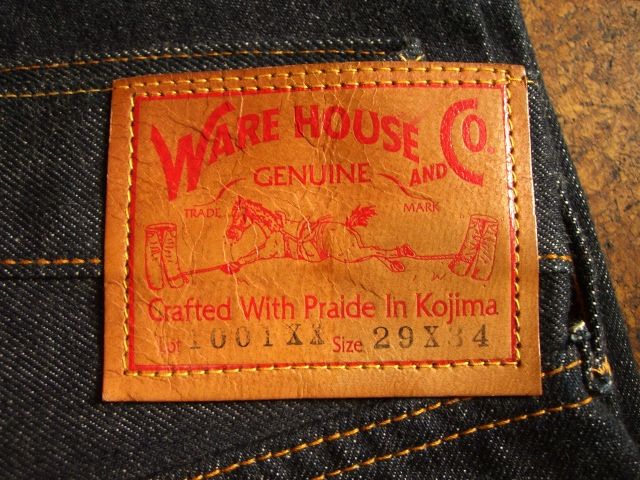 WARE HOUSE AND CO.
GENUINE
TRADE MARK
Crafted With Praide In Kojima
Lot 1001XX Size 29X34